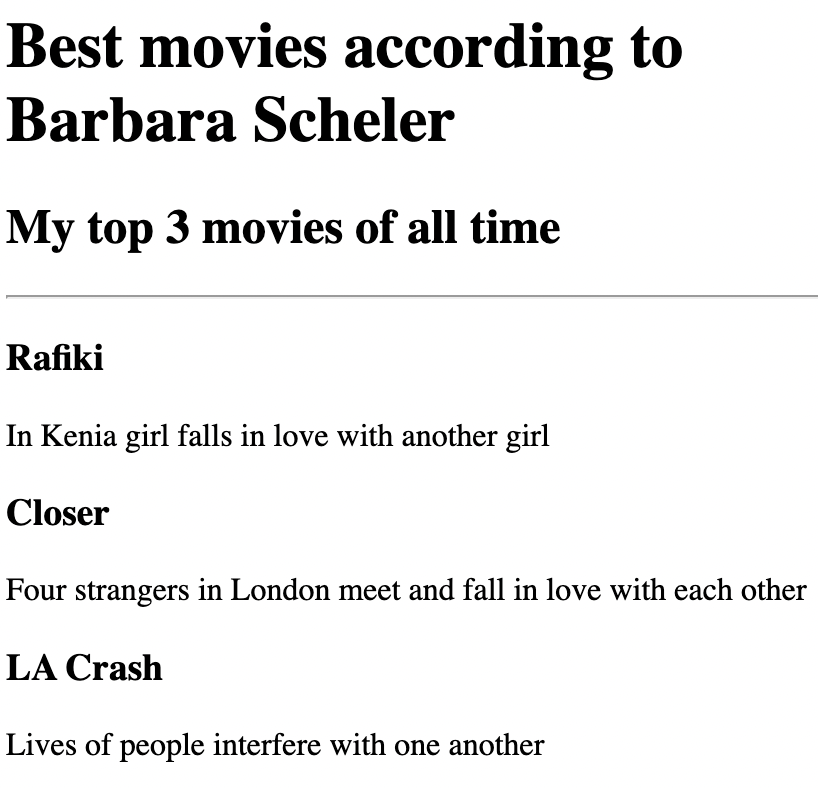 Best movies according to
Barbara Scheler
My top 3 movies of all time
Rafiki
In Kenia girl falls in love with another girl
Closer
Four strangers in London meet and fall in love with each other
LA Crash
Lives of people interfere with one another